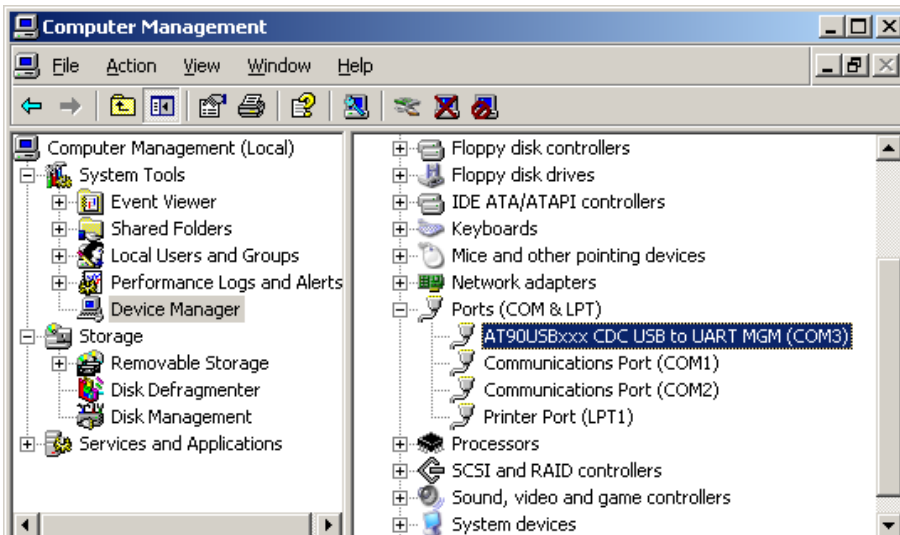 Computer Management
File Action View Window Help
Computer Management (Local)
System Tools
Event Viewer
Shared Folders
Local Users and Groups
Performance Logs and Alerts
Device Manager
Storage
Removable Storage
Disk Defragmenter
Disk Management
Services and Applications
Floppy disk controllers
Floppy disk drives
IDE ATA/ATAPI controllers
Keyboards
Mice and other pointing devices
Network adapters
Ports (COM & LPT)
AT90USBxxx CDC USB to UART MGM (COM3)
Communications Port (COM1)
Communications Port (COM2)
Printer Port (LPT1)
Processors
SCSI and RAID controllers
Sound, video and game controllers
System devices